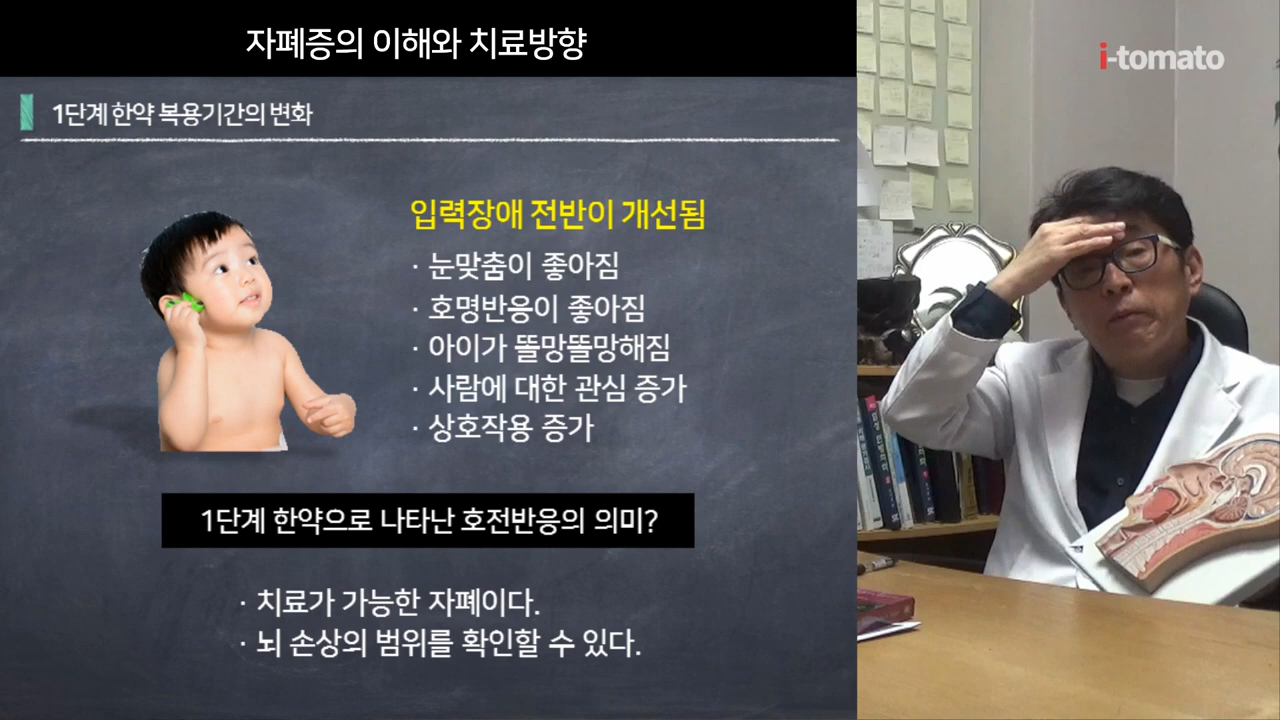 자폐증의 이해와 치료방향
i-tomato
1단계 한약 복용기간의 변화
입력장애 전반이 개선됨
· 눈맞춤이 좋아짐
· 호명반응이 좋아짐
· 아이가 똘망똘망해짐
· 사람에 대한 관심 증가
· 상호작용 증가
1단계 한약으로 나타난 호전반응의 의미?
· 치료가 가능한 자폐이다.
· 뇌 손상의 범위를 확인할 수 있다.